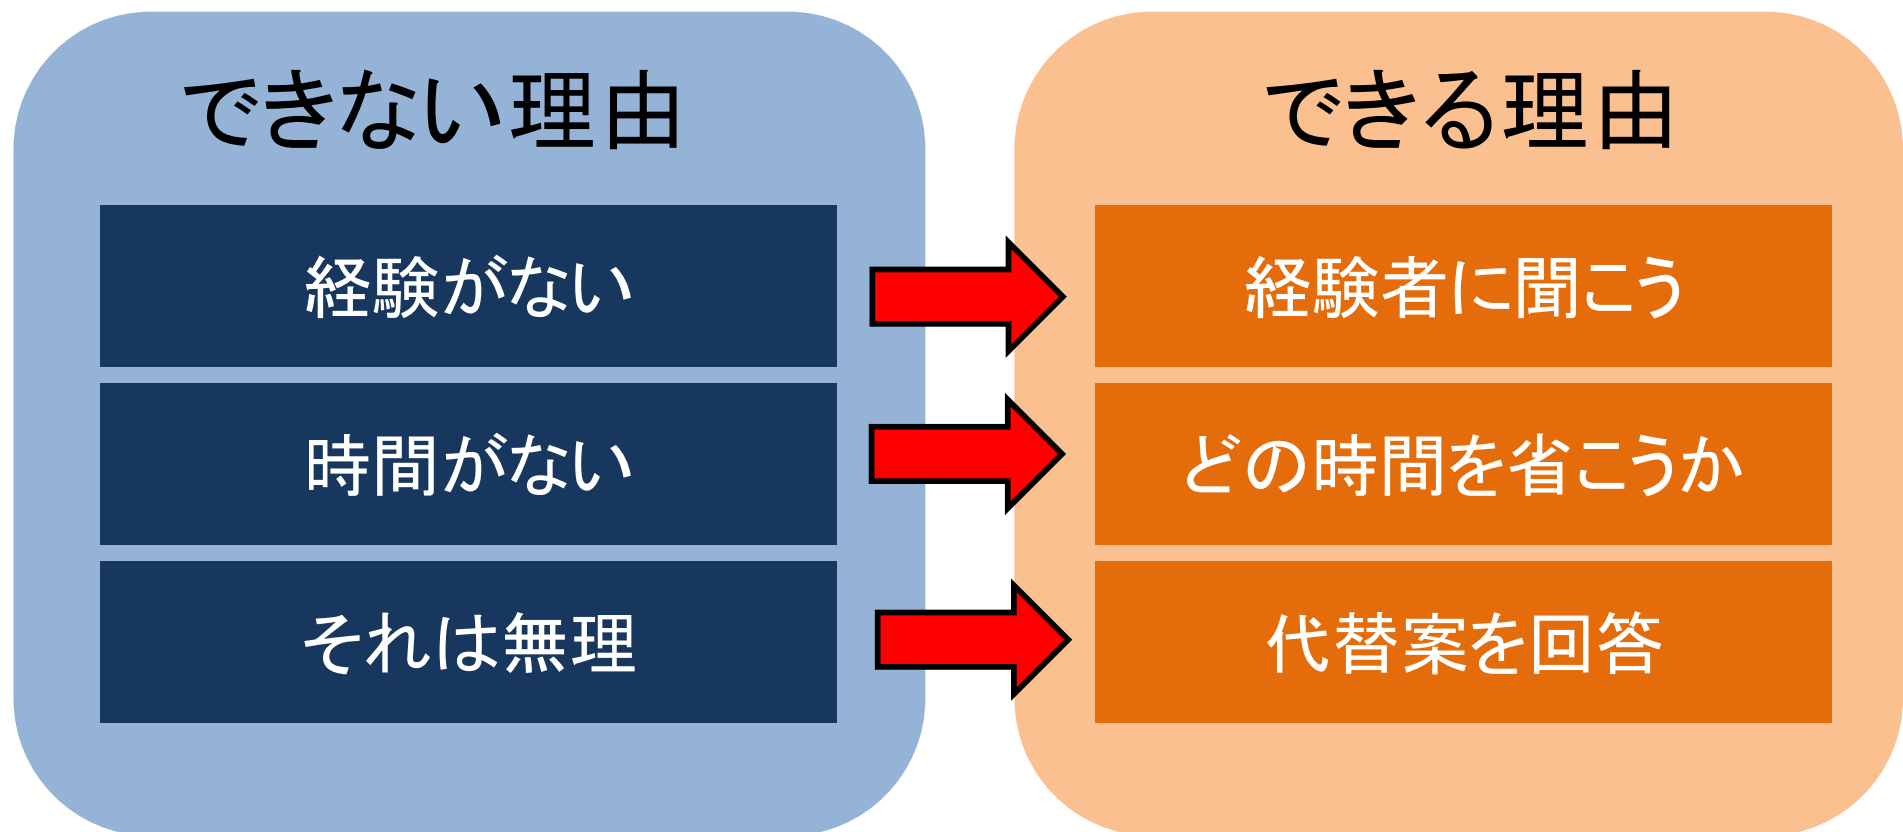 できない理由
経験がない
時間がない
それは無理
できる理由
経験者に聞こう
どの時間を省こうか
代替案を回答